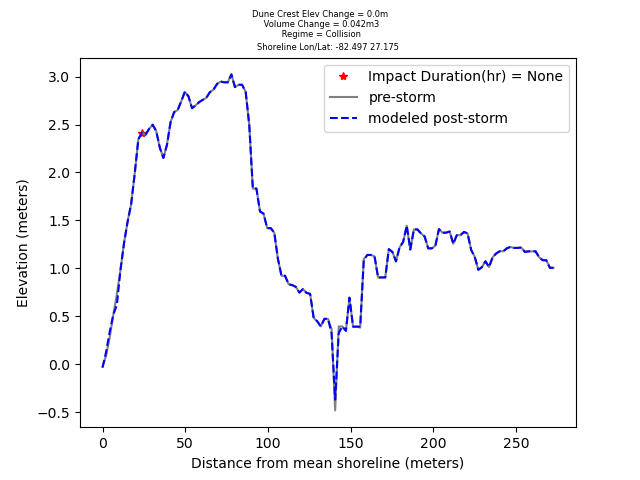 Dune Crest Elev Change = 0.0m
Volume Change = 0.042m3
Regime = Collision
Shoreline Lon/Lat: -82.497 27.175
Impact Duration(hr) = None
pre-storm
modeled post-storm
3.0
2.5
2.0
1.5
1.0
0.5
0.0
−0.5
Elevation (meters)
0 50 100 150 200 250
Distance from mean shoreline (meters)